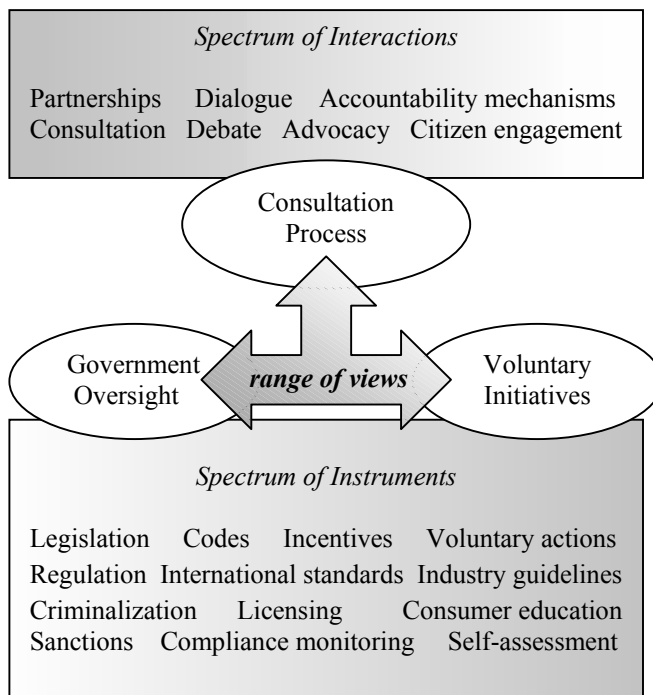 Spectrum of Interactions
Partnerships Dialogue Accountability mechanisms
Consultation Debate Advocacy Citizen engagement
Consultation
Process
Government
Oversight
range of views
Voluntary
Initiatives
Spectrum of Instruments
Legislation Codes Incentives Voluntary actions
Regulation International standards Industry guidelines
Criminalization Licensing Consumer education
Sanctions Compliance monitoring Self-assessment